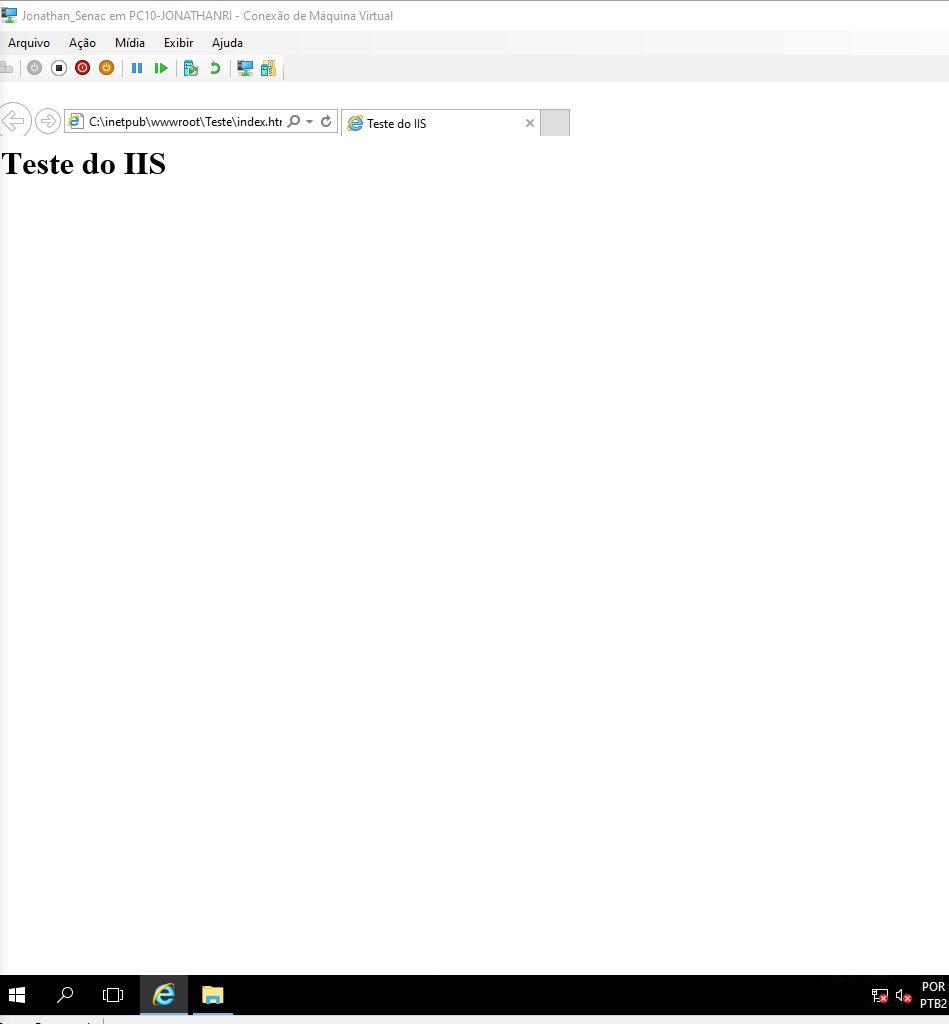 Jonathan_Senac em PC10-JONATHANRI - Conexão de Máquina Virtual
Arquivo Ação Mídia Exibir Ajuda
C:\inetpub\wwwroot\Teste\index.htr Teste do IIS
Teste do IIS
POR
PTB2